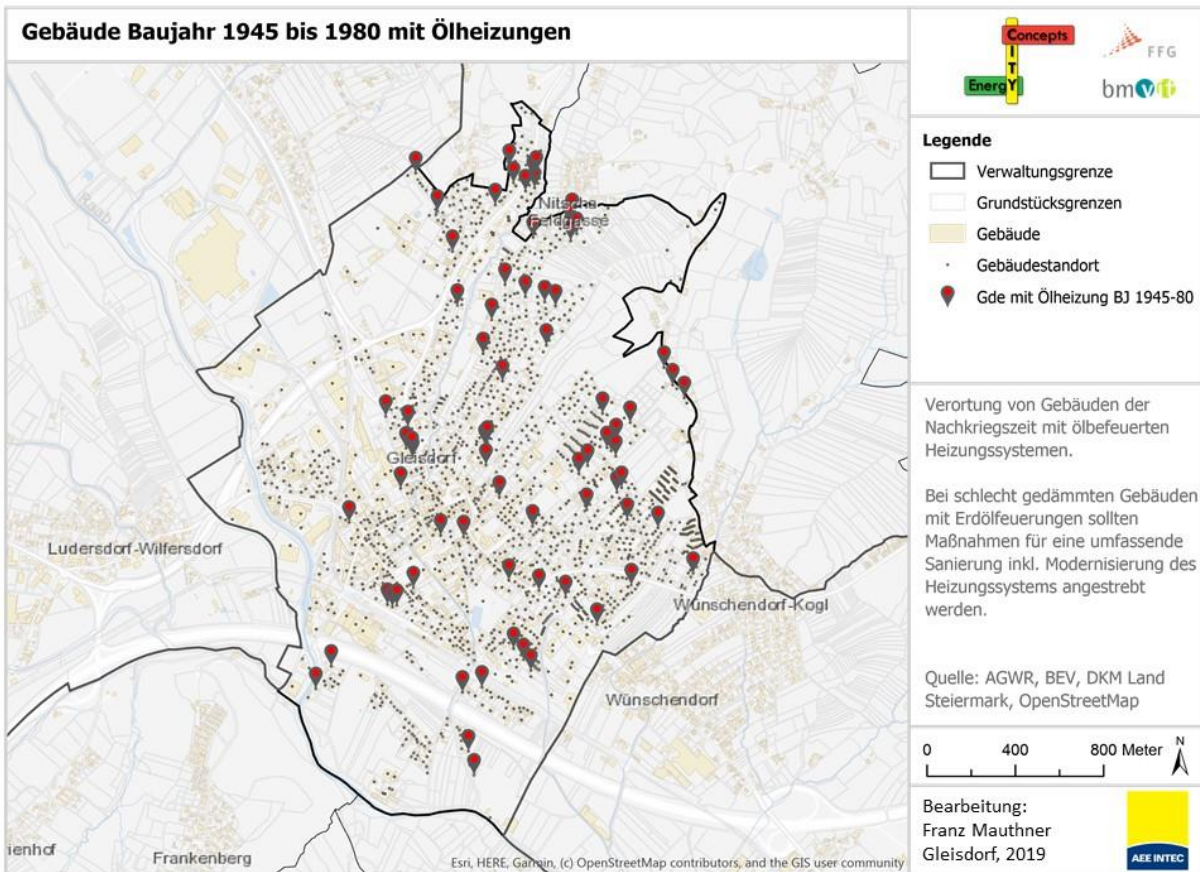 Gebäude Baujahr 1945 bis 1980 mit Ölheizungen
Concepts
I
T
Energy
FFG
bmvit
Legende
Verwaltungsgrenze
Grundstücksgrenzen
Gebäude
Gebäudestandort
Gde mit Ölheizung BJ 1945-80
Verortung von Gebäuden der
Nachkriegszeit mit ölbefeuerten
Heizungssystemen.
Bei schlecht gedämmten Gebäuden
mit Erdölfeuerungen sollten
Maßnahmen für eine umfassende
Sanierung inkl. Modernisierung des
Heizungssystems angestrebt
werden.
Quelle: AGWR, BEV, DKM Land
Steiermark, OpenStreetMap
0 400 800 Meter
N
Bearbeitung:
Franz Mauthner
Gleisdorf, 2019
AEE INTEC
Raab
Nitscha
Feldgasse
Gleisdorf
Ludersdorf-Wilfersdorf
Wünschendorf-Kogl
Wünschendorf
ienhof
Frankenberg
Esri, HERE, Garmin, (c) OpenStreetMap contributors, and the GIS user community